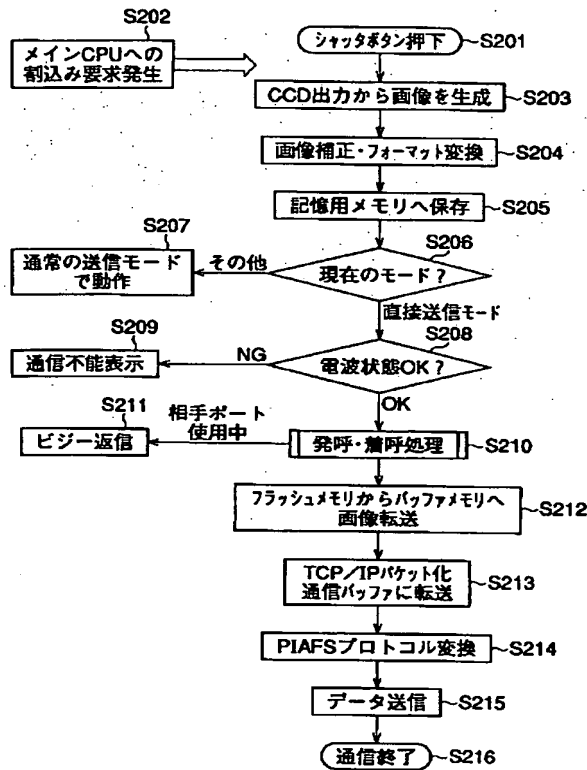 S202
メインCPUへの
割込み要求発生
シャッタボタン押下
S201
CCD出力から画像を生成
S203
画像補正・フォーマット変換
S204
記憶用メモリへ保存
S205
S207
通常の送信モード
で動作
その他
S206
現在のモード?
直接送信モード
S209
通信不能表示
NG
S208
電波状態OK?
OK
S211
ビジー返信
相手ポート
使用中
発呼・着呼処理
S210
フラッシュメモリからバッファメモリへ
画像転送
S212
TCP/IPパケット化
通信バッファに転送
S213
PIAFSプロトコル変換
S214
データ送信
S215
通信終了
S216